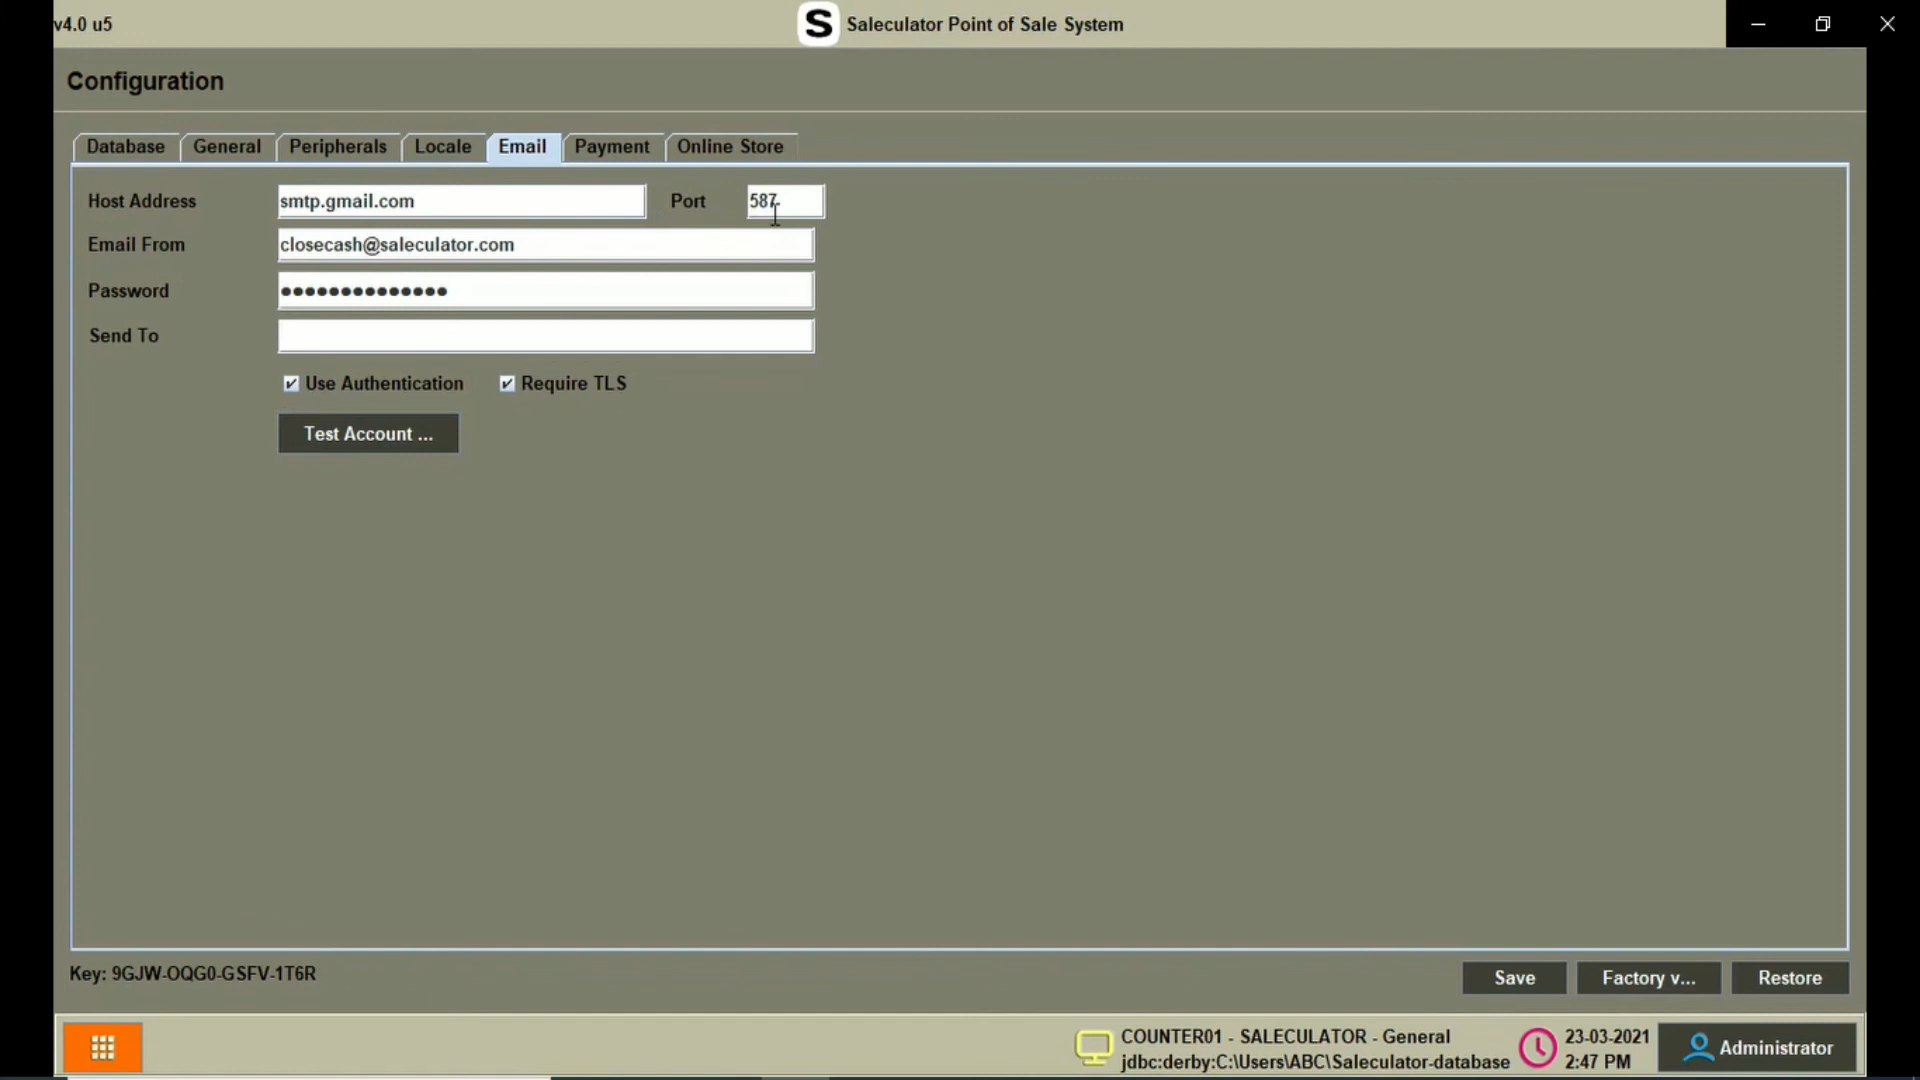 v4.0 u5
S Saleculator Point of Sale System
Configuration
Database General Peripherals Locale Email Payment Online Store
Host Address smtp.gmail.com Port 587
Email From closecash@saleculator.com
Password ●●●●●●●●●●●●●●
Send To
Use Authentication Require TLS
Test Account ...
Key: 9GJW-OQG0-GSFV-1T6R
Save Factory v... Restore
COUNTER01 - SALECULATOR - General
jdbc:derby:C:\Users\ABC\Saleculator-database
23-03-2021
2:47 PM
Administrator